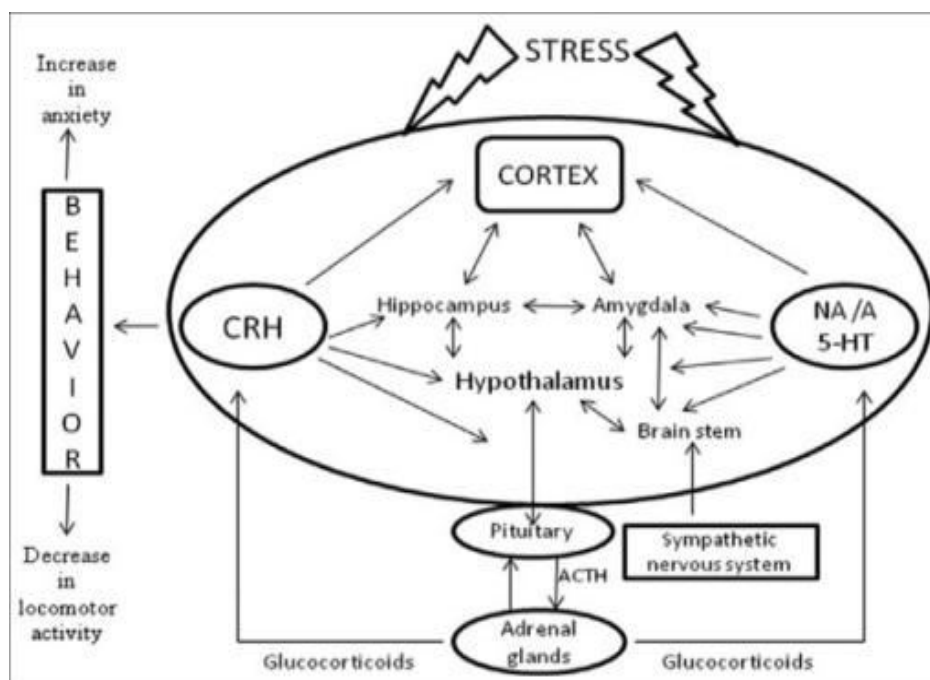 STRESS
Increase
in
anxiety
CORTEX
B
E
H
A
V
I
O
R
Hippocampus
Amygdala
CRH
NA /A
5-HT
Hypothalamus
Brain stem
Pituitary
Sympathetic
nervous system
ACTH
Decrease
in
locomotor
activity
Adrenal
glands
Glucocorticoids
Glucocorticoids